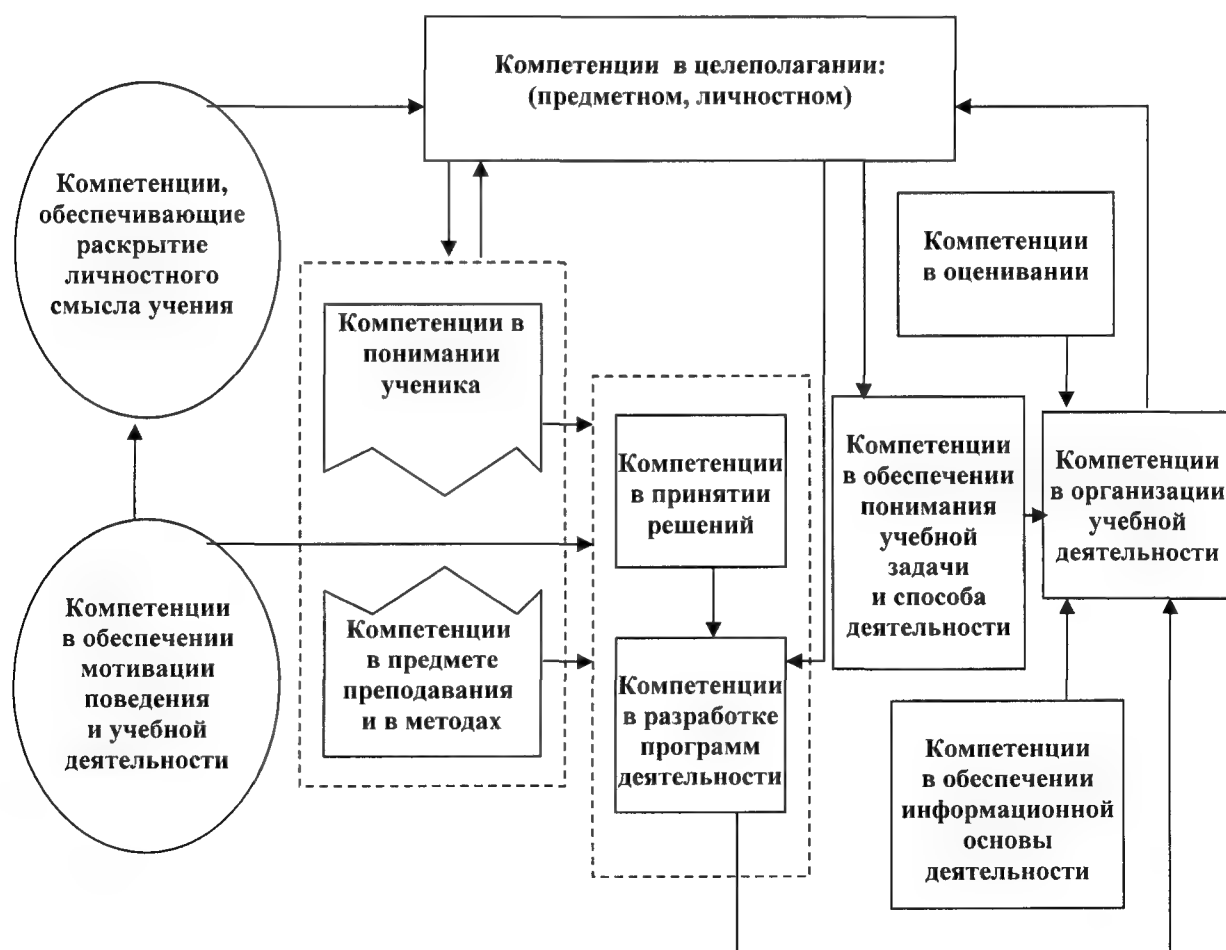 Компетенции в целеполагании:
(предметном, личностном)
Компетенции,
обеспечивающие
раскрытие
личностного
смысла учения
Компетенции
в оценивании
Компетенции в
понимании
ученика
Компетенции
в принятии
решений
Компетенции
в обеспечении
понимания
учебной
задачи
и способа
деятельности
Компетенции
в организации
учебной
деятельности
Компетенции
в обеспечении
мотивации
поведения
и учебной
деятельности
Компетенции
в предмете
преподавания
и в методах
Компетенции
в разработке
программ
деятельности
Компетенции
в обеспечении
информационной
основы
деятельности